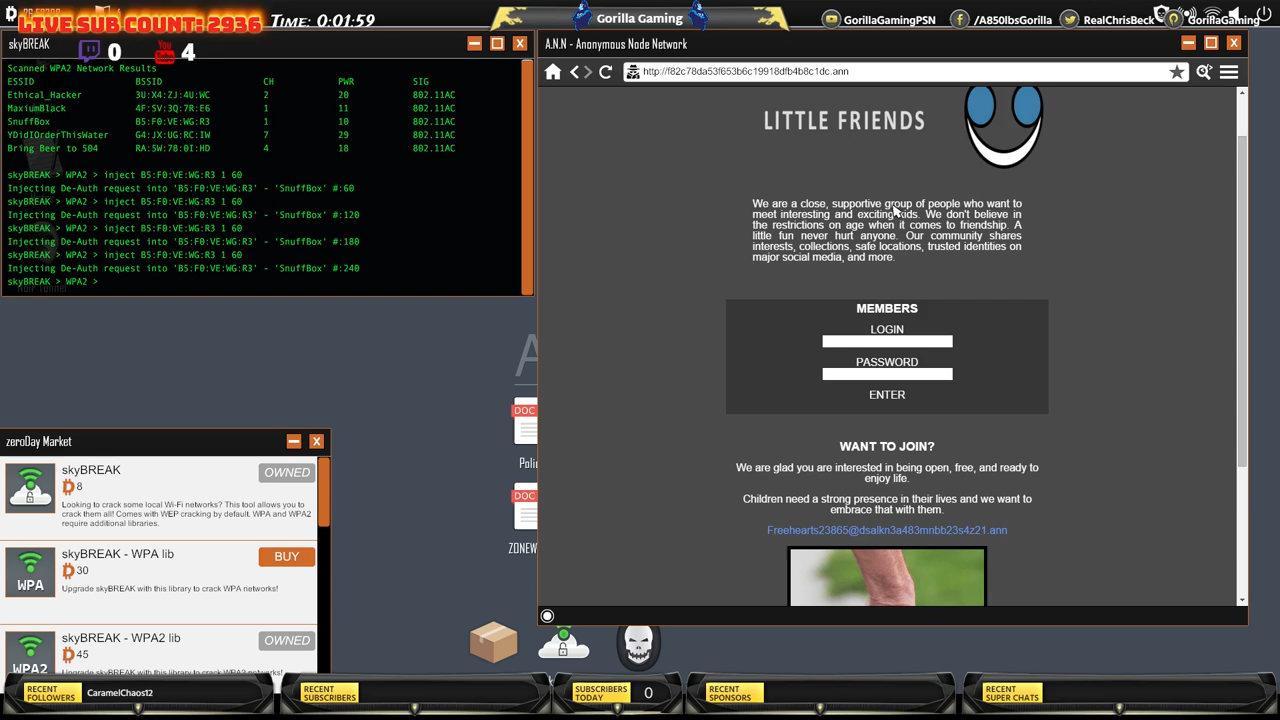 LIVE SUB COUNT: 2936
TIME: 0:01:59
0
4
Gorilla Gaming
GorillaGamingPSN
/A850lbsGorilla
RealChrisBeck
GorillaGaming
skyBREAK
Scanned WPA2 Network Results
ESSID BSSID CH PWR SIG
Ethical_Hacker 3U:X4:ZJ:4U:WC 2 20 802.11AC
MaxiumBlack 4F:SV:3Q:7R:E6 1 11 802.11AC
SnuffBox B5:F0:VE:WG:R3 1 10 802.11AC
YDidIOrderThisWater G4:JX:UG:RC:IW 7 29 802.11AC
Bring Beer to 504 RA:5W:78:0I:HD 4 18 802.11AC
skyBREAK > WPA2 > inject B5:F0:VE:WG:R3 1 60
Injecting De-Auth request into 'B5:F0:VE:WG:R3' - 'SnuffBox' #:60
skyBREAK > WPA2 > inject B5:F0:VE:WG:R3 1 60
Injecting De-Auth request into 'B5:F0:VE:WG:R3' - 'SnuffBox' #:120
skyBREAK > WPA2 > inject B5:F0:VE:WG:R3 1 60
Injecting De-Auth request into 'B5:F0:VE:WG:R3' - 'SnuffBox' #:180
skyBREAK > WPA2 > inject B5:F0:VE:WG:R3 1 60
Injecting De-Auth request into 'B5:F0:VE:WG:R3' - 'SnuffBox' #:240
skyBREAK > WPA2 >
A.N.N - Anonymous Node Network
http://f82c78da53f653b6c19918dfb4b8c1dc.ann
LITTLE FRIENDS
We are a close, supportive group of people who want to
meet interesting and exciting kids. We don't believe in
the restrictions on age when it comes to friendship. A
little fun never hurt anyone. Our community shares
interests, collections, safe locations, trusted identities on
major social media, and more.
MEMBERS
LOGIN
PASSWORD
ENTER
WANT TO JOIN?
We are glad you are interested in being open, free, and ready to
enjoy life.
Children need a strong presence in their lives and we want to
embrace that with them.
Freehearts23865@dsalkn3a483mnbb23s4z21.ann
DOC
DOC
zeroDay Market
skyBREAK
8
OWNED
Looking to crack some local Wi-Fi networks? This tool allows you to
crack them all! Comes with WEP cracking by default. WPA and WPA2
require additional libraries.
WPA
skyBREAK - WPA lib
30
BUY
Upgrade skyBREAK with this library to crack WPA networks!
WPA2
skyBREAK - WPA2 lib
45
OWNED
Upgrade skyBREAK with this library to crack WPA2 networks!
RECENT FOLLOWERS CaramelChaos12
RECENT SUBSCRIBERS
SUBSCRIBERS TODAY 0
RECENT SPONSORS
RECENT SUPER CHATS